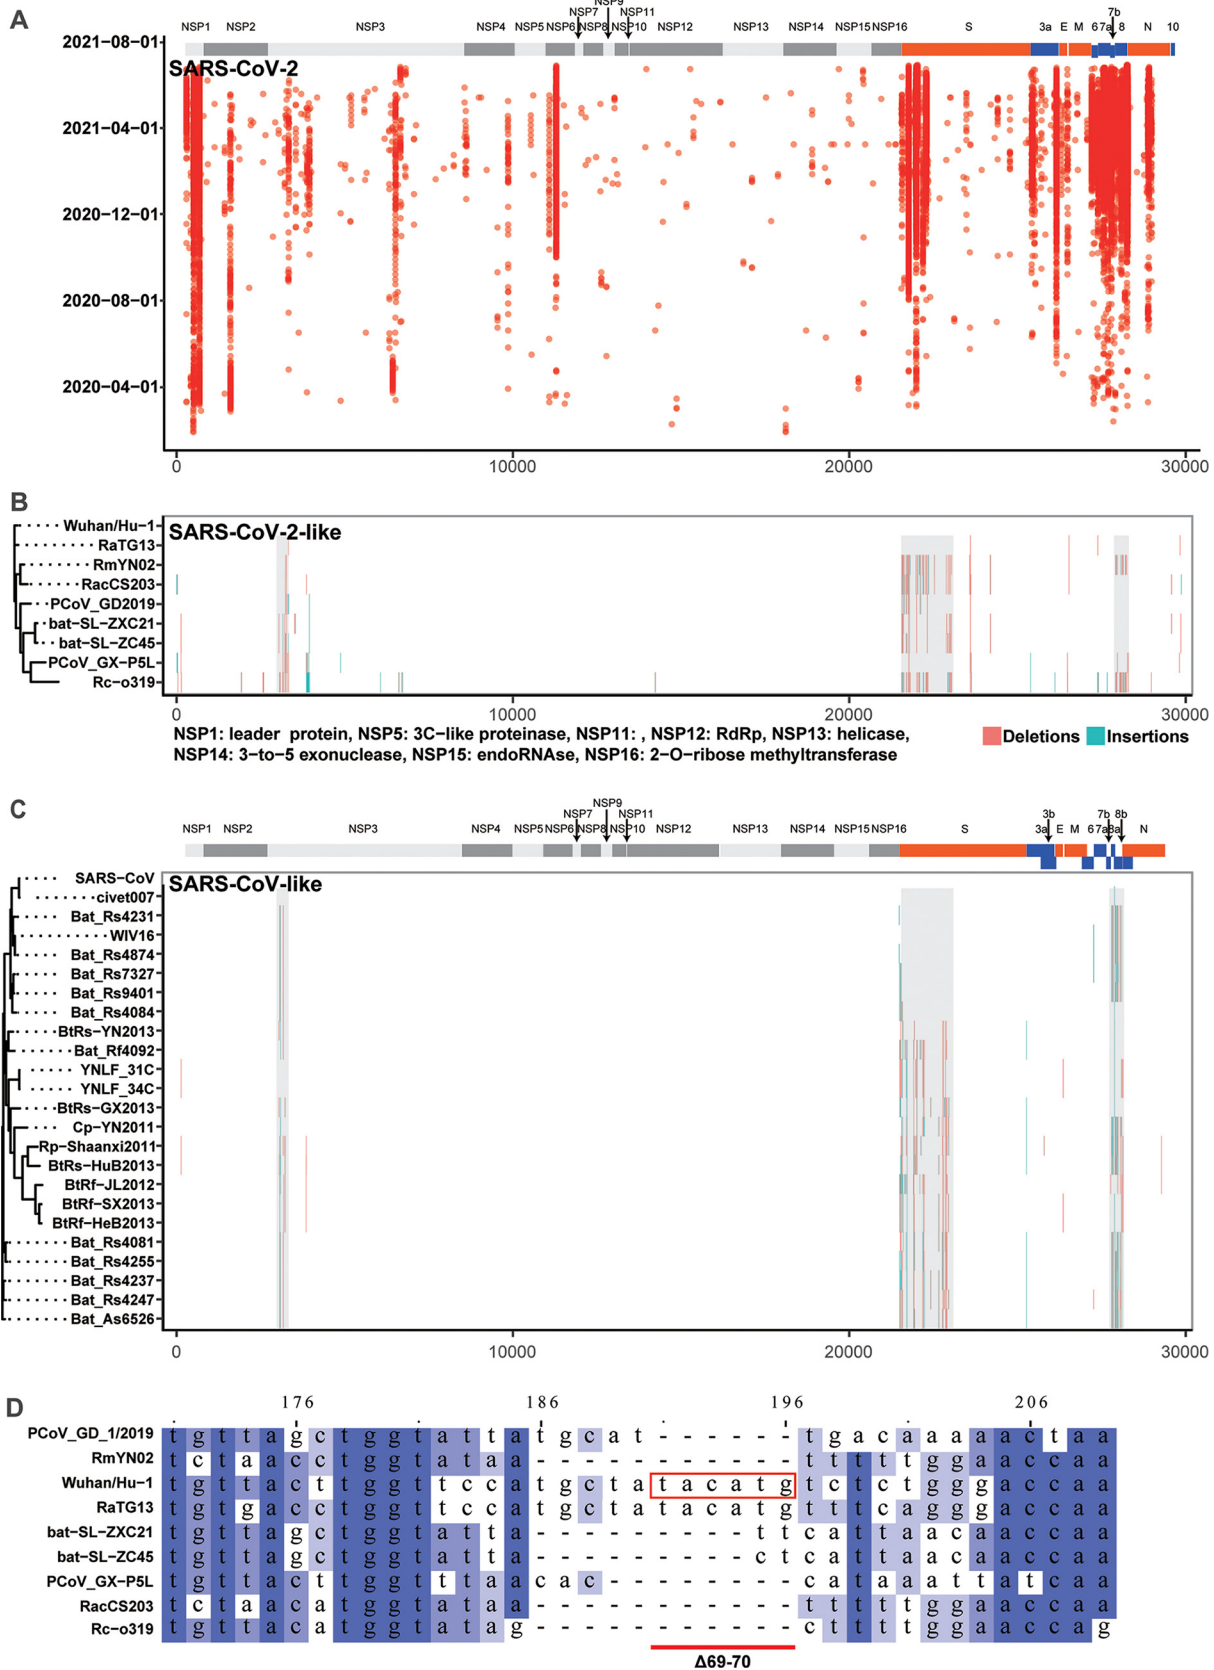 A
NSP9
NSP7 NSP11 7b
NSP1 NSP2 NSP3 NSP4 NSP5 NSP6 NSP8 NSP10 NSP12 NSP13 NSP14 NSP15 NSP16 S 3a E M 6 7a 8 N 10
2021-08-01
SARS-CoV-2
2021-04-01
2020-12-01
2020-08-01
2020-04-01
0 10000 20000 30000
B
SARS-CoV-2-like
Wuhan/Hu-1
RaTG13
RmYN02
RacCS203
PCoV_GD2019
bat-SL-ZXC21
bat-SL-ZC45
PCoV_GX-P5L
Rc-o319
0 10000 20000 30000
NSP1: leader protein, NSP5: 3C-like proteinase, NSP11: , NSP12: RdRp, NSP13: helicase,
NSP14: 3-to-5 exonuclease, NSP15: endoRNAse, NSP16: 2-O-ribose methyltransferase
Deletions Insertions
C
NSP9
NSP7 NSP11 3b 7b 8b
NSP1 NSP2 NSP3 NSP4 NSP5 NSP6 NSP8 NSP10 NSP12 NSP13 NSP14 NSP15 NSP16 S 3a E M 6 7a 8a N
SARS-CoV-like
SARS-CoV
civet007
Bat_Rs4231
WIV16
Bat_Rs4874
Bat_Rs7327
Bat_Rs9401
Bat_Rs4084
BtRs-YN2013
Bat_Rf4092
YNLF_31C
YNLF_34C
BtRs-GX2013
Cp-YN2011
Rp-Shaanxi2011
BtRs-HuB2013
BtRf-JL2012
BtRf-SX2013
BtRf-HeB2013
Bat_Rs4081
Bat_Rs4255
Bat_Rs4237
Bat_Rs4247
Bat_As6526
0 10000 20000 30000
D
176 186 196 206
PCoV_GD_1/2019 t g t t a g c t g g t a t t a t g c a t - - - - - - t g a c a a a a c t a a
RmYN02 t c t a a c c t g g t a t a a - - - - - - - - - - - t t t t g g a a c c a a
Wuhan/Hu-1 t g t t a c t t g g t t c c a t g c t a t a c a t g t c t c t g g g a c c a a
RaTG13 t g t g a c c t g g t t c c a t g c t a t a c a t g t t t c a g g g a c c a a
bat-SL-ZXC21 t g t t a g c t g g t a t t a - - - - - - - - - t t c a t t a a c a a c c a a
bat-SL-ZC45 t g t t a g c t g g t a t t a - - - - - - - - - c t c a t t a a c a a c c a a
PCoV_GX-P5L t g t t a c t t g g t t t a a c a c - - - - - - - - c a t a a a t t a t c a a
RacCS203 t c t a a c a t g g t a t a a - - - - - - - - - - - t t t t g g a a c c a a
Rc-o319 t g t t a c a t g g t a t a g - - - - - - - - - - - c t t t t g g a a c c a g
Δ69-70